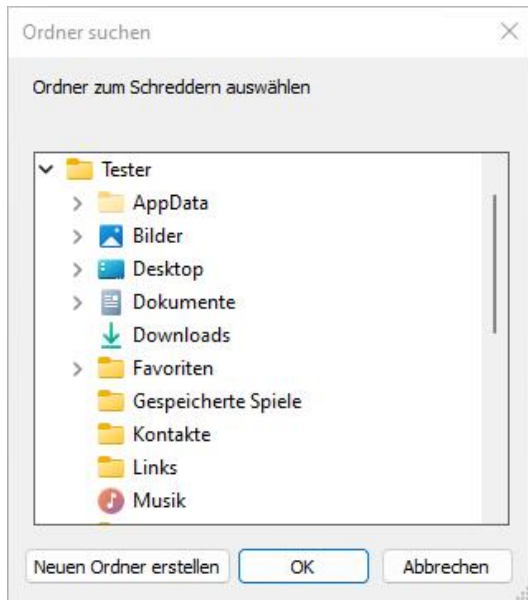 Ordner suchen
Ordner zum Schreddern auswählen
Tester
AppData
Bilder
Desktop
Dokumente
Downloads
Favoriten
Gespeicherte Spiele
Kontakte
Links
Musik
Neuen Ordner erstellen OK Abbrechen